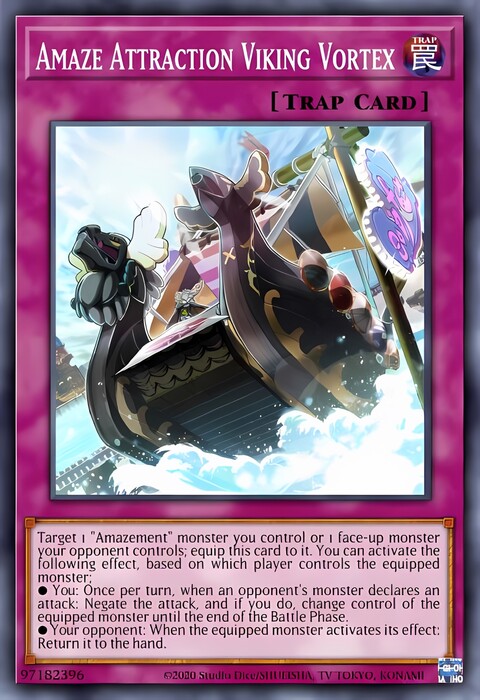 AMAZE ATTRACTION VIKING VORTEX
TRAP
罠
[TRAP CARD]
Target 1 "Amazement" monster you control or 1 face-up monster
your opponent controls; equip this card to it. You can activate the
following effect, based on which player controls the equipped
monster;
● You: Once per turn, when an opponent's monster declares an
attack: Negate the attack, and if you do, change control of the
equipped monster until the end of the Battle Phase.
● Your opponent: When the equipped monster activates its effect:
Return it to the hand.
97182396
©2020 Studio Dice/SHUEISHA, TV TOKYO, KONAMI